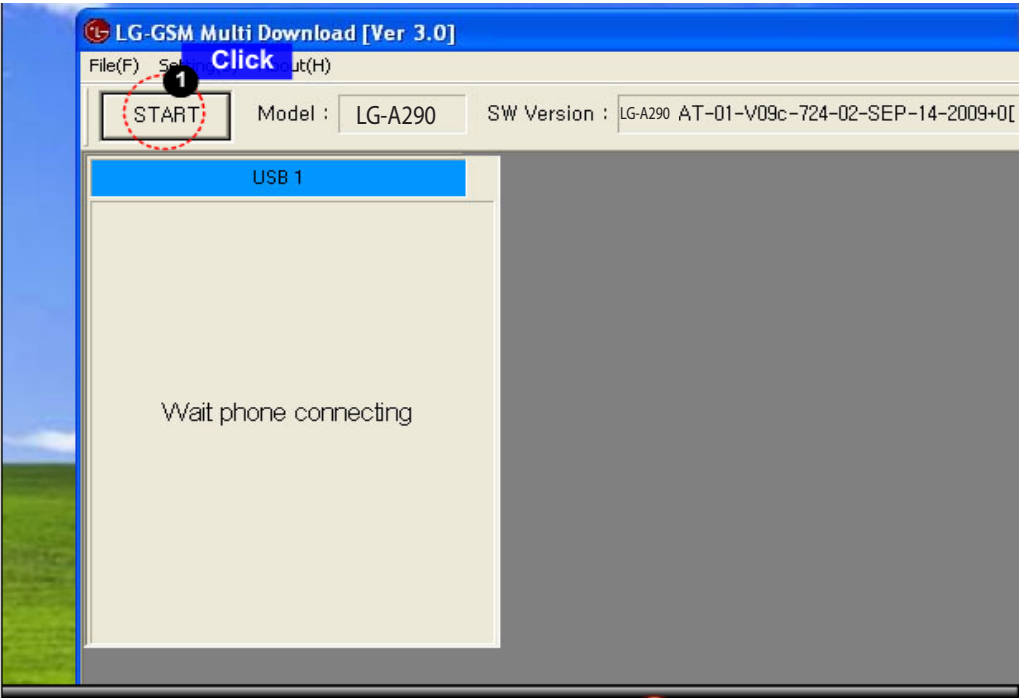 LG-GSM Multi Download [Ver 3.0]
File(F) ut(H)
Click
1
START Model : LG-A290 SW Version : LG-A290 AT-01-V09c-724-02-SEP-14-2009+0[
USB 1
Wait phone connecting